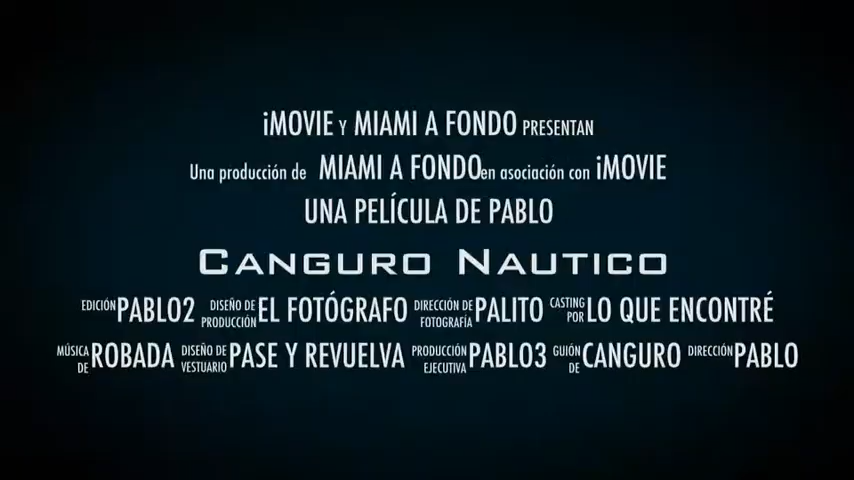 iMOVIE Y MIAMI A FONDO PRESENTAN
Una producción de MIAMI A FONDO en asociación con iMOVIE
UNA PELÍCULA DE PABLO
CANGURO NAUTICO
EDICIÓN PABLO2 DISEÑO DE PRODUCCIÓN EL FOTÓGRAFO DIRECCIÓN DE FOTOGRAFÍA PALITO CASTING POR LO QUE ENCONTRÉ
MÚSICA DE ROBADA DISEÑO DE VESTUARIO PASE Y REVUELVA PRODUCCIÓN EJECUTIVA PABLO3 GUIÓN DE CANGURO DIRECCIÓN PABLO